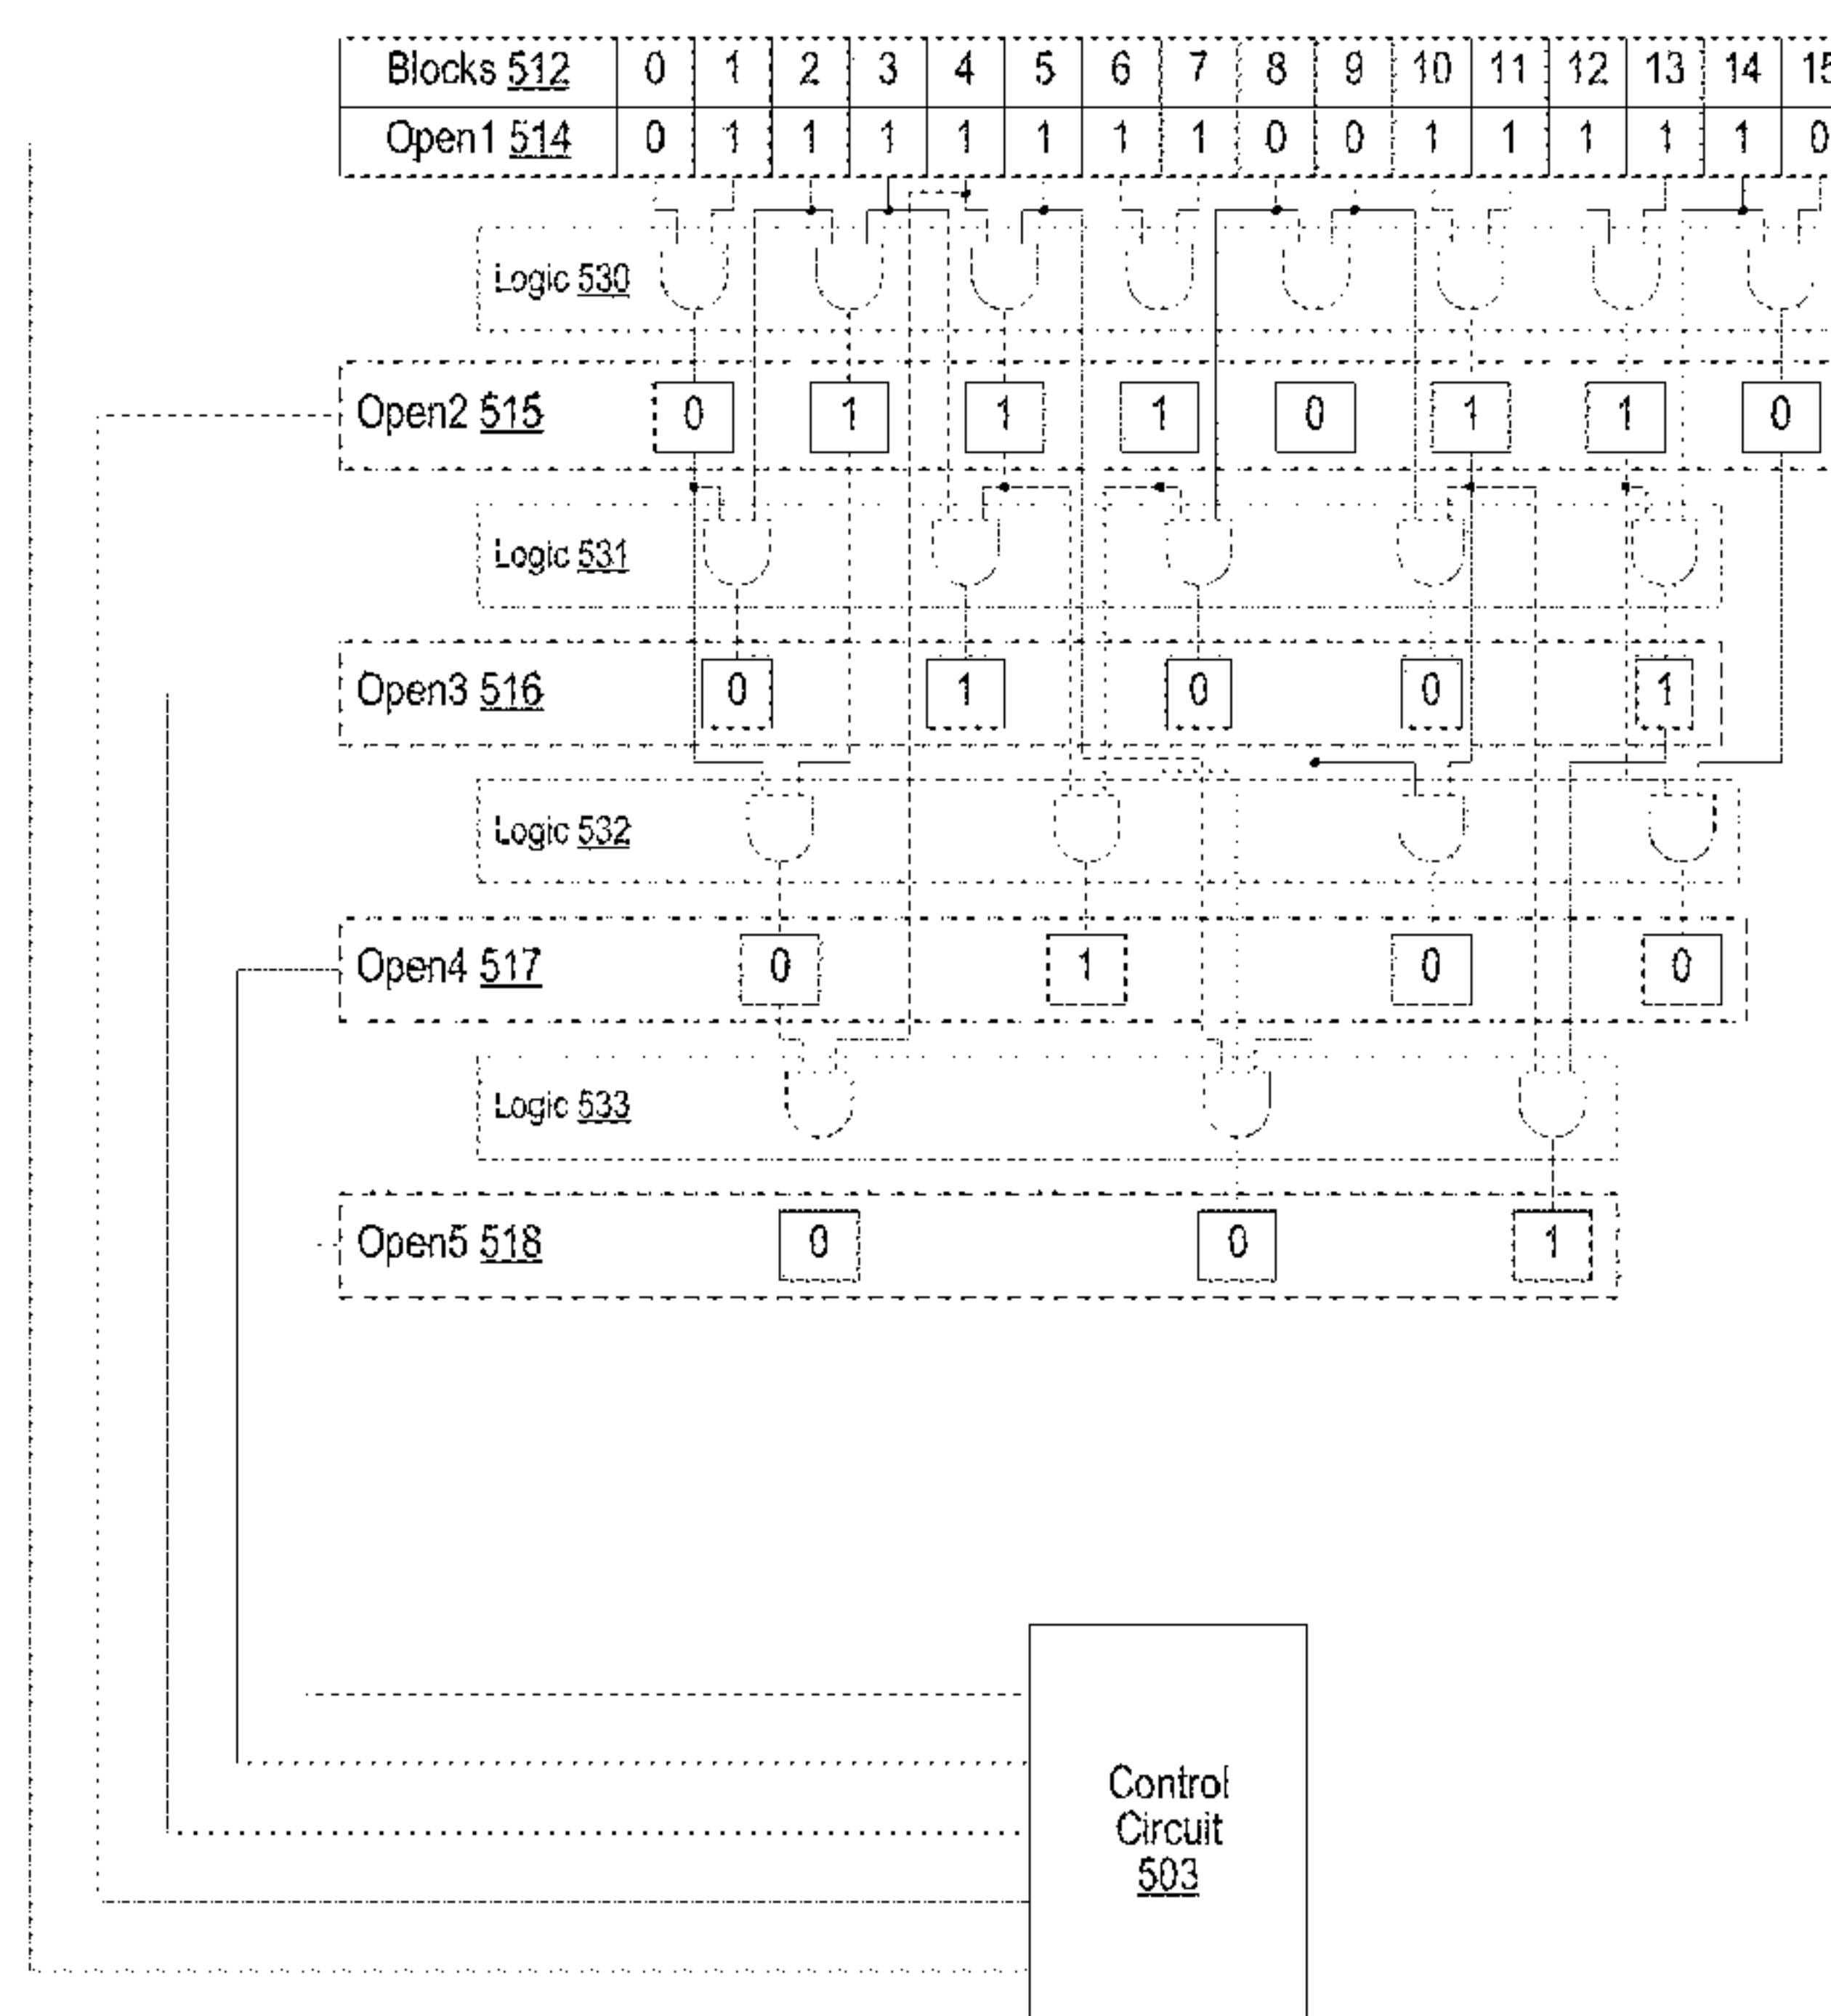 Blocks 512 0 1 2 3 4 5 6 7 8 9 10 11 12 13 14 15
Open1 514 0 1 1 1 1 1 1 1 0 0 1 1 1 1 1 0
Logic 530
Open2 515 0 1 1 1 0 1 1 0
Logic 531
Open3 516 0 1 0 0 1
Logic 532
Open4 517 0 1 0 0
Logic 533
Open5 518 0 0 1
Control
Circuit
503